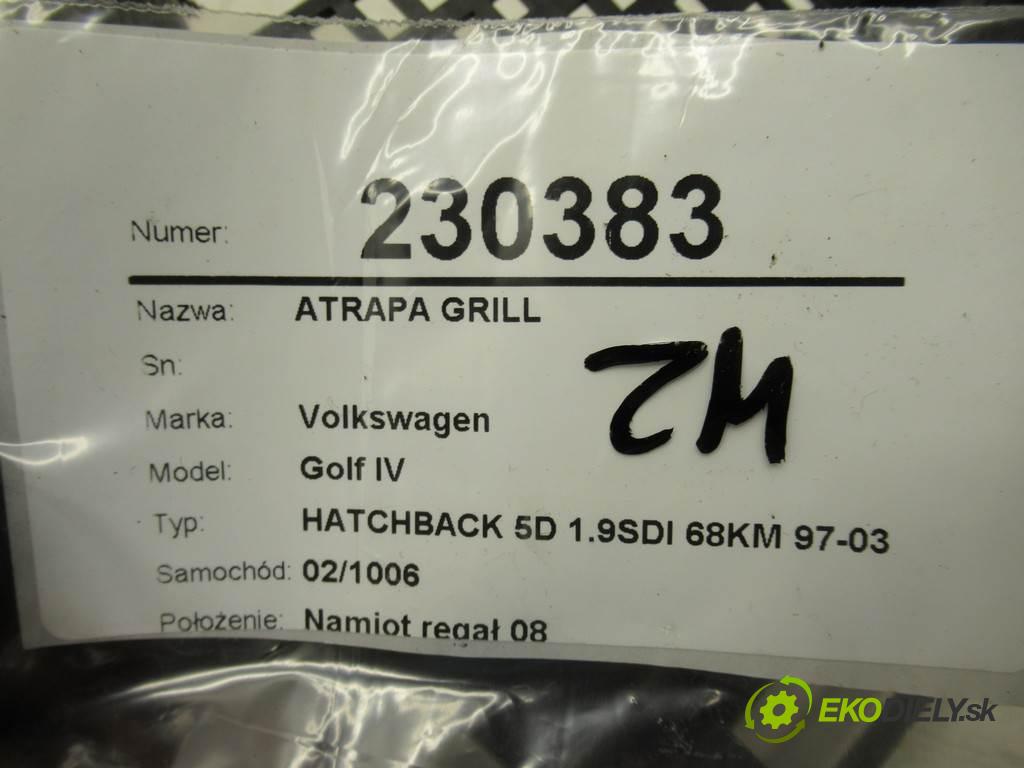 Numer: 230383
Nazwa: ATRAPA GRILL
Sn:
ZM
Marka: Volkswagen
Model: Golf IV
Typ: HATCHBACK 5D 1.9SDI 68KM 97-03
Samochód: 02/1006
Położenie: Namiot regał 08
EKODIELY.sk